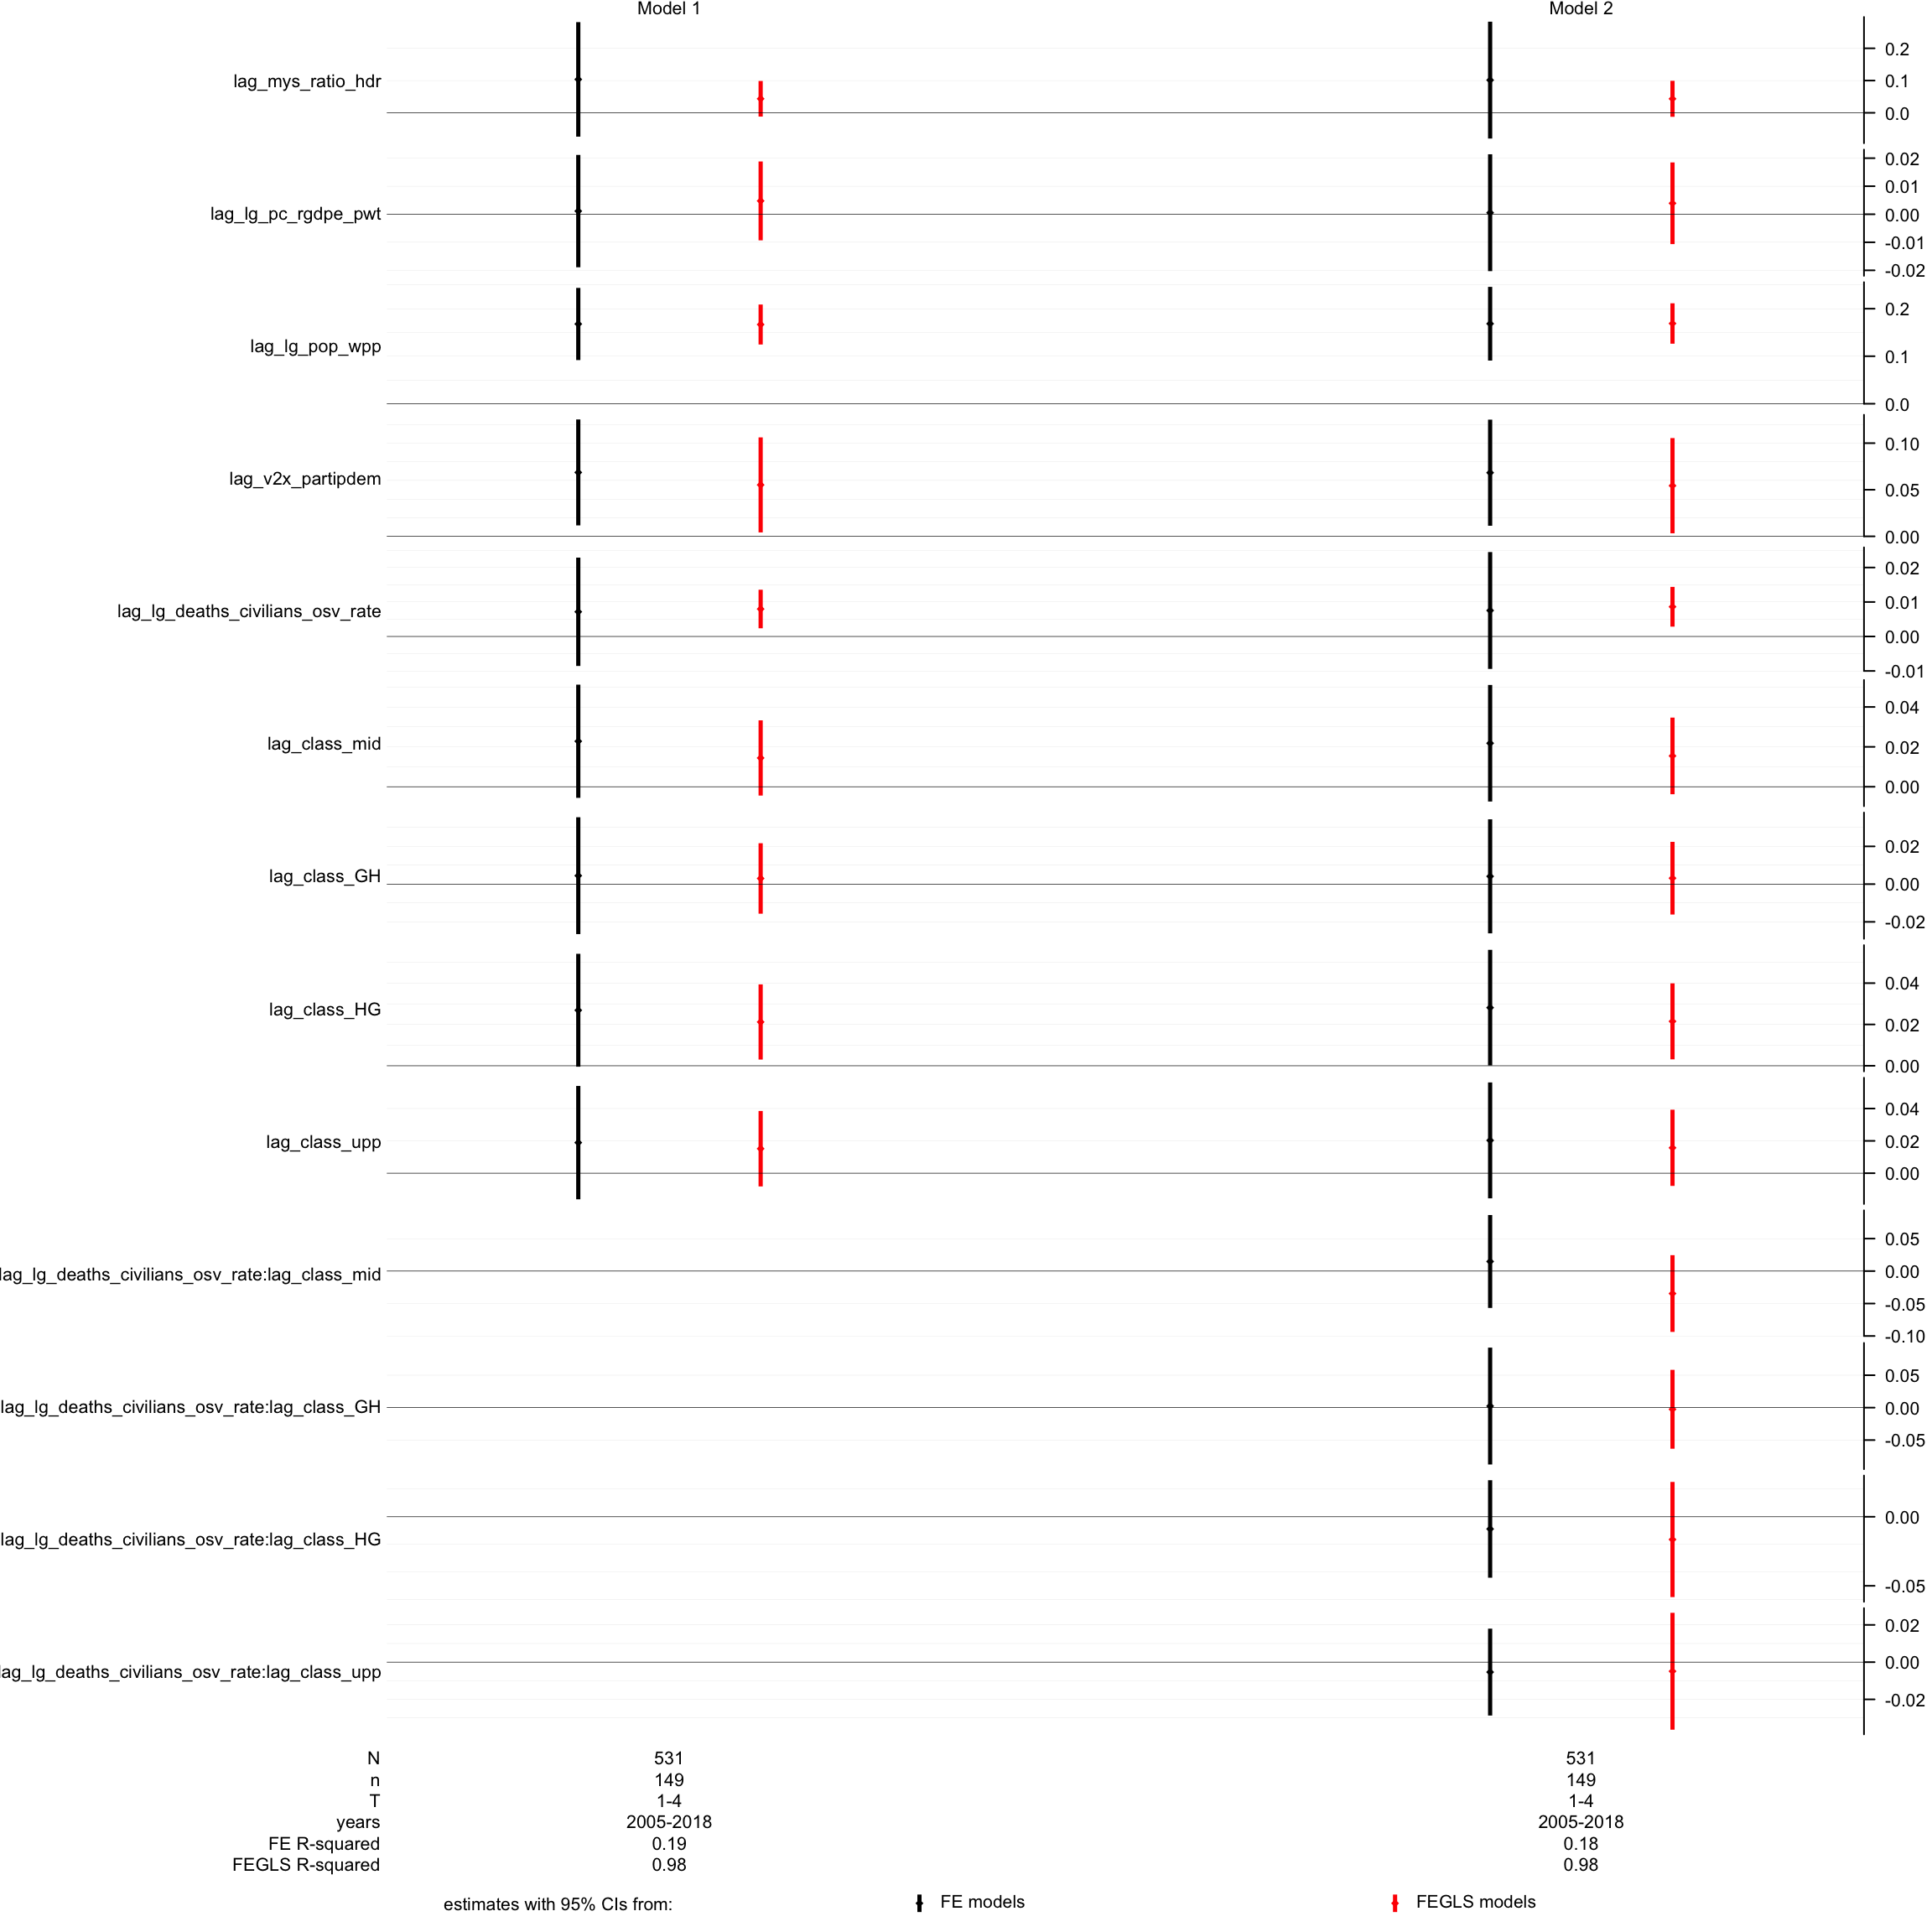 Model 1 Model 2
lag_mys_ratio_hdr
0.2
0.1
0.0
lag_lg_pc_rgdpe_pwt
0.02
0.01
0.00
-0.01
-0.02
lag_lg_pop_wpp
0.2
0.1
0.0
lag_v2x_partipdem
0.10
0.05
0.00
lag_lg_deaths_civilians_osv_rate
0.02
0.01
0.00
-0.01
lag_class_mid
0.04
0.02
0.00
lag_class_GH
0.02
0.00
-0.02
lag_class_HG
0.04
0.02
0.00
lag_class_upp
0.04
0.02
0.00
lag_lg_deaths_civilians_osv_rate:lag_class_mid
0.05
0.00
-0.05
-0.10
lag_lg_deaths_civilians_osv_rate:lag_class_GH
0.05
0.00
-0.05
lag_lg_deaths_civilians_osv_rate:lag_class_HG
0.00
-0.05
lag_lg_deaths_civilians_osv_rate:lag_class_upp
0.02
0.00
-0.02
N 531 531
n 149 149
T 1-4 1-4
years 2005-2018 2005-2018
FE R-squared 0.19 0.18
FEGLS R-squared 0.98 0.98
estimates with 95% CIs from: FE models FEGLS models